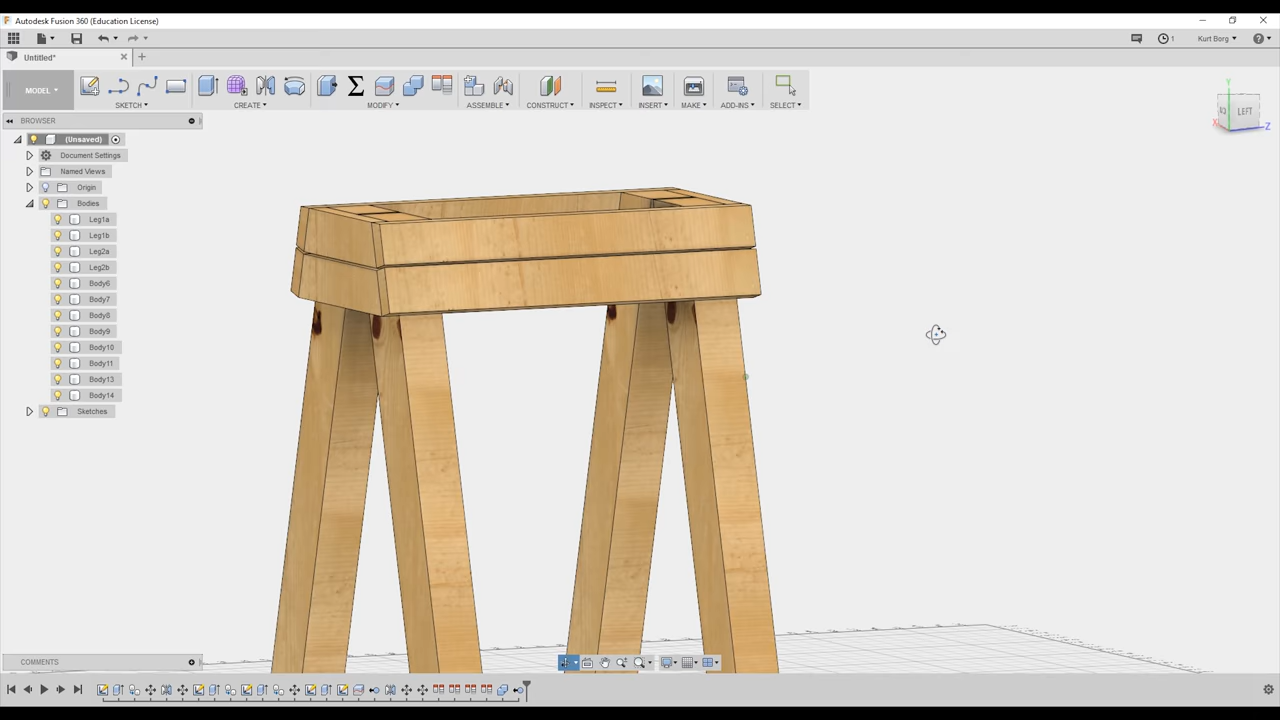 Autodesk Fusion 360 (Education License)
1 Kurt Borg
Untitled*
MODEL
SKETCH CREATE MODIFY ASSEMBLE CONSTRUCT INSPECT INSERT MAKE ADD-INS SELECT
BROWSER
(Unsaved)
Document Settings
Named Views
Origin
Bodies
Leg1a
Leg1b
Leg2a
Leg2b
Body6
Body7
Body8
Body9
Body10
Body11
Body13
Body14
Sketches
Y
LEFT
X
Z
COMMENTS